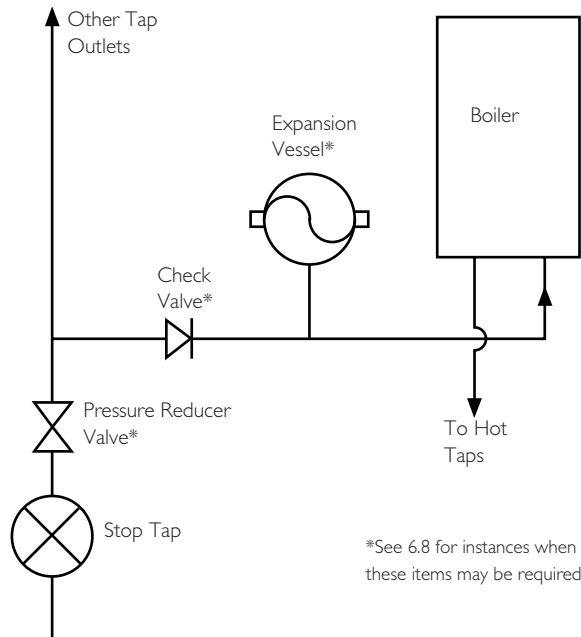 Other Tap
Outlets
Boiler
Expansion
Vessel*
Check
Valve*
Pressure Reducer
Valve*
To Hot
Taps
Stop Tap
*See 6.8 for instances when
these items may be required